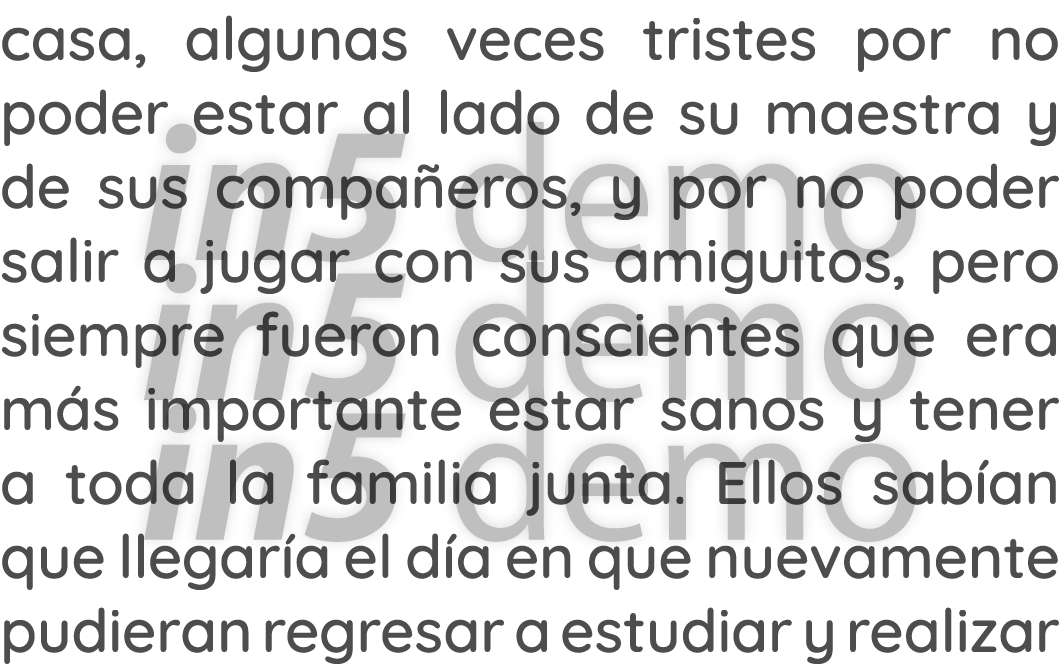 casa, algunas veces tristes por no
poder estar al lado de su maestra y
de sus compañeros, y por no poder
salir a jugar con sus amiguitos, pero
siempre fueron conscientes que era
más importante estar sanos y tener
a toda la familia junta. Ellos sabían
que llegaría el día en que nuevamente
pudieran regresar a estudiar y realizar
in5 demo
in5 demo
in5 demo